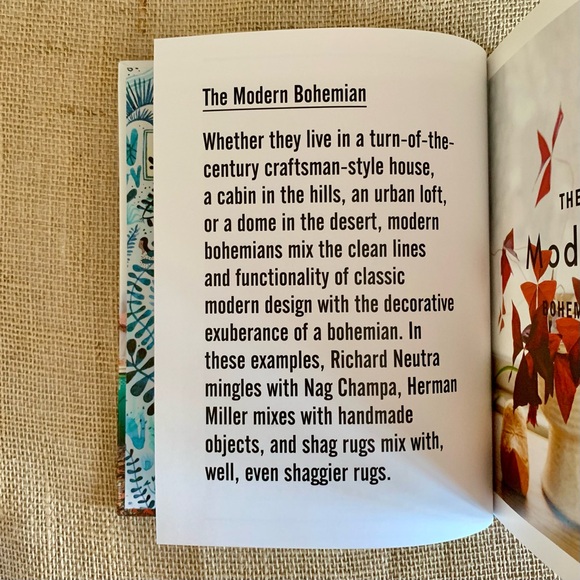 The Modern Bohemian
Whether they live in a turn-of-the-
century craftsman-style house,
a cabin in the hills, an urban loft,
or a dome in the desert, modern
bohemians mix the clean lines
and functionality of classic
modern design with the decorative
exuberance of a bohemian. In
these examples, Richard Neutra
mingles with Nag Champa, Herman
Miller mixes with handmade
objects, and shag rugs mix with,
well, even shaggier rugs.
THE
Mod
BOHEM